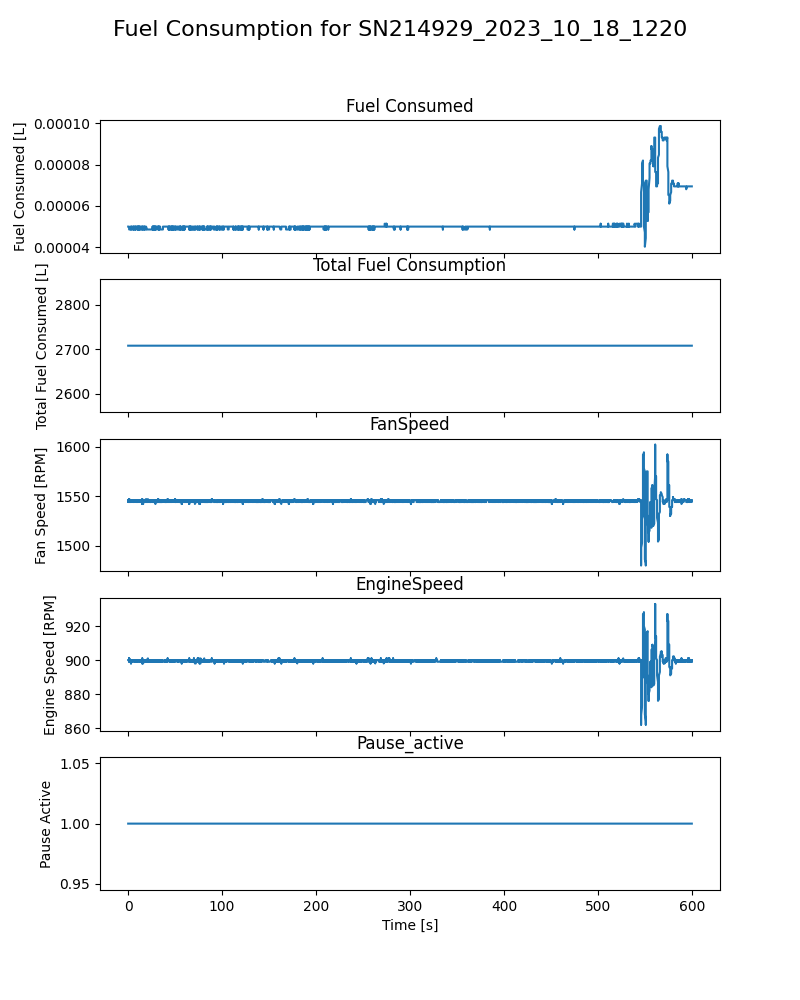 Fuel Consumption for SN214929_2023_10_18_1220
Fuel Consumed
Fuel Consumed [L]
0.00010
0.00008
0.00006
0.00004
Total Fuel Consumption
Total Fuel Consumed [L]
2800
2700
2600
FanSpeed
Fan Speed [RPM]
1600
1550
1500
EngineSpeed
Engine Speed [RPM]
920
900
880
860
Pause_active
Pause Active
1.05
1.00
0.95
0 100 200 300 400 500 600
Time [s]